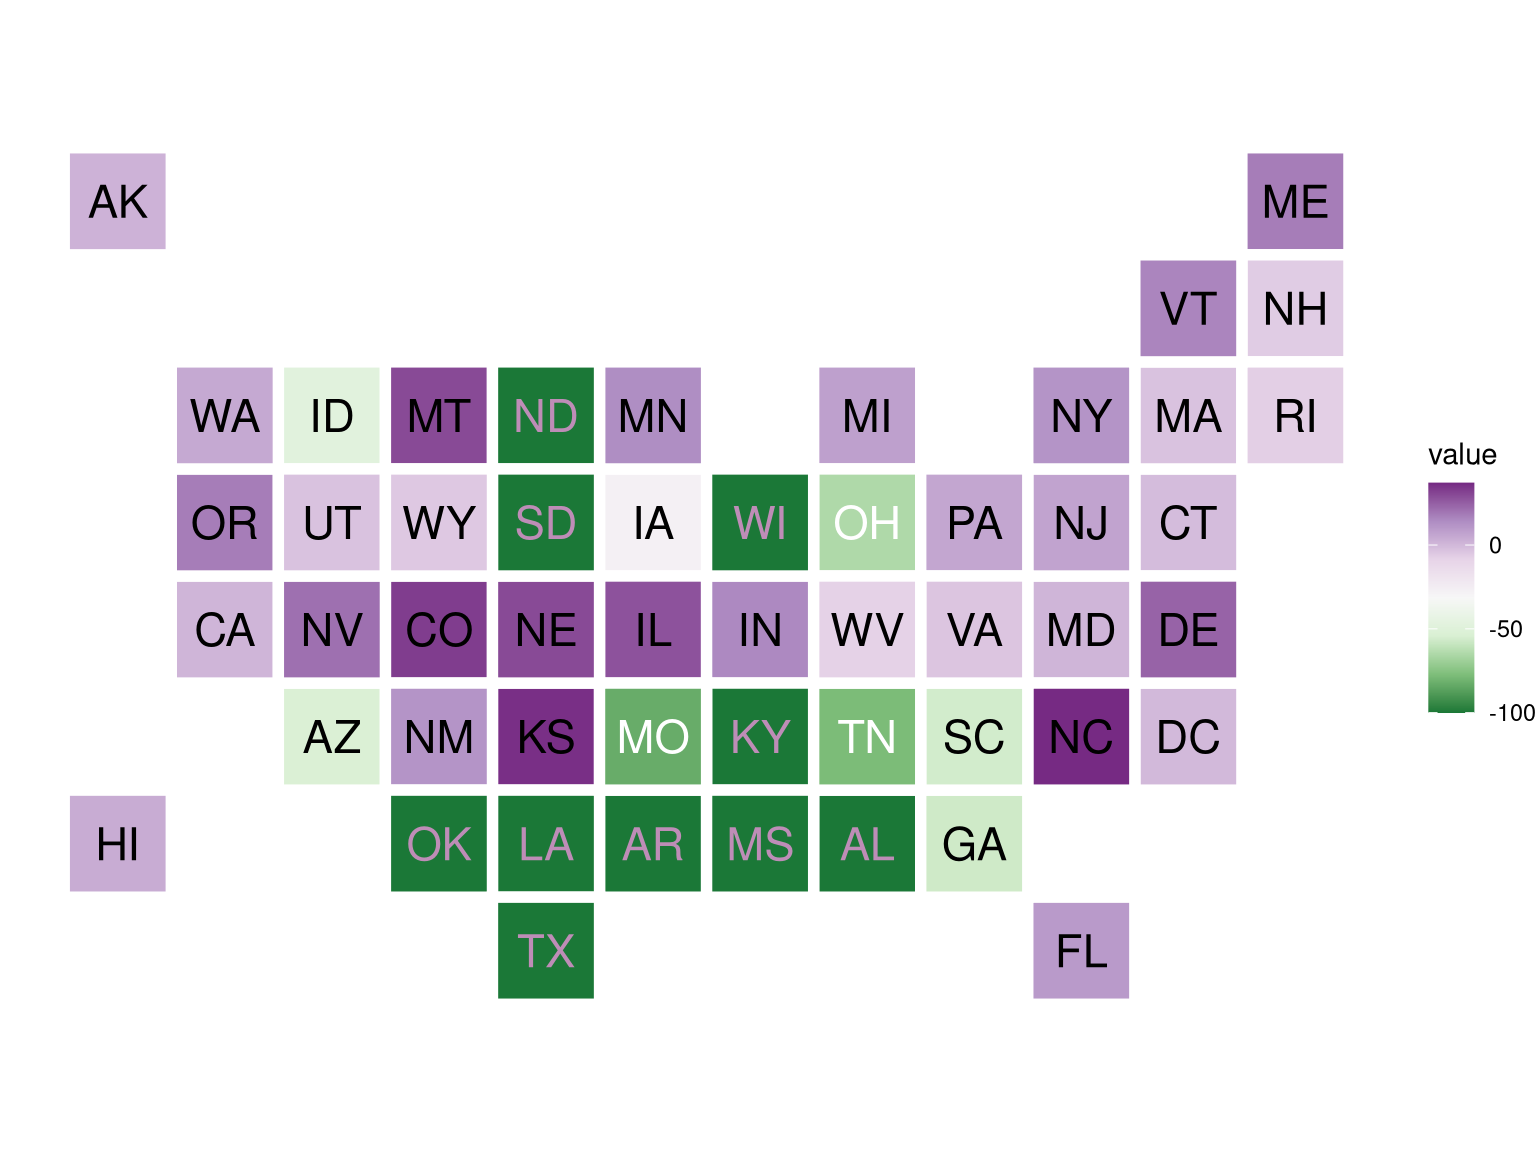 AK ME
VT NH
WA ID MT ND MN MI NY MA RI
OR UT WY SD IA WI OH PA NJ CT
CA NV CO NE IL IN WV VA MD DE
AZ NM KS MO KY TN SC NC DC
HI OK LA AR MS AL GA
TX FL
value
0
-50
-100